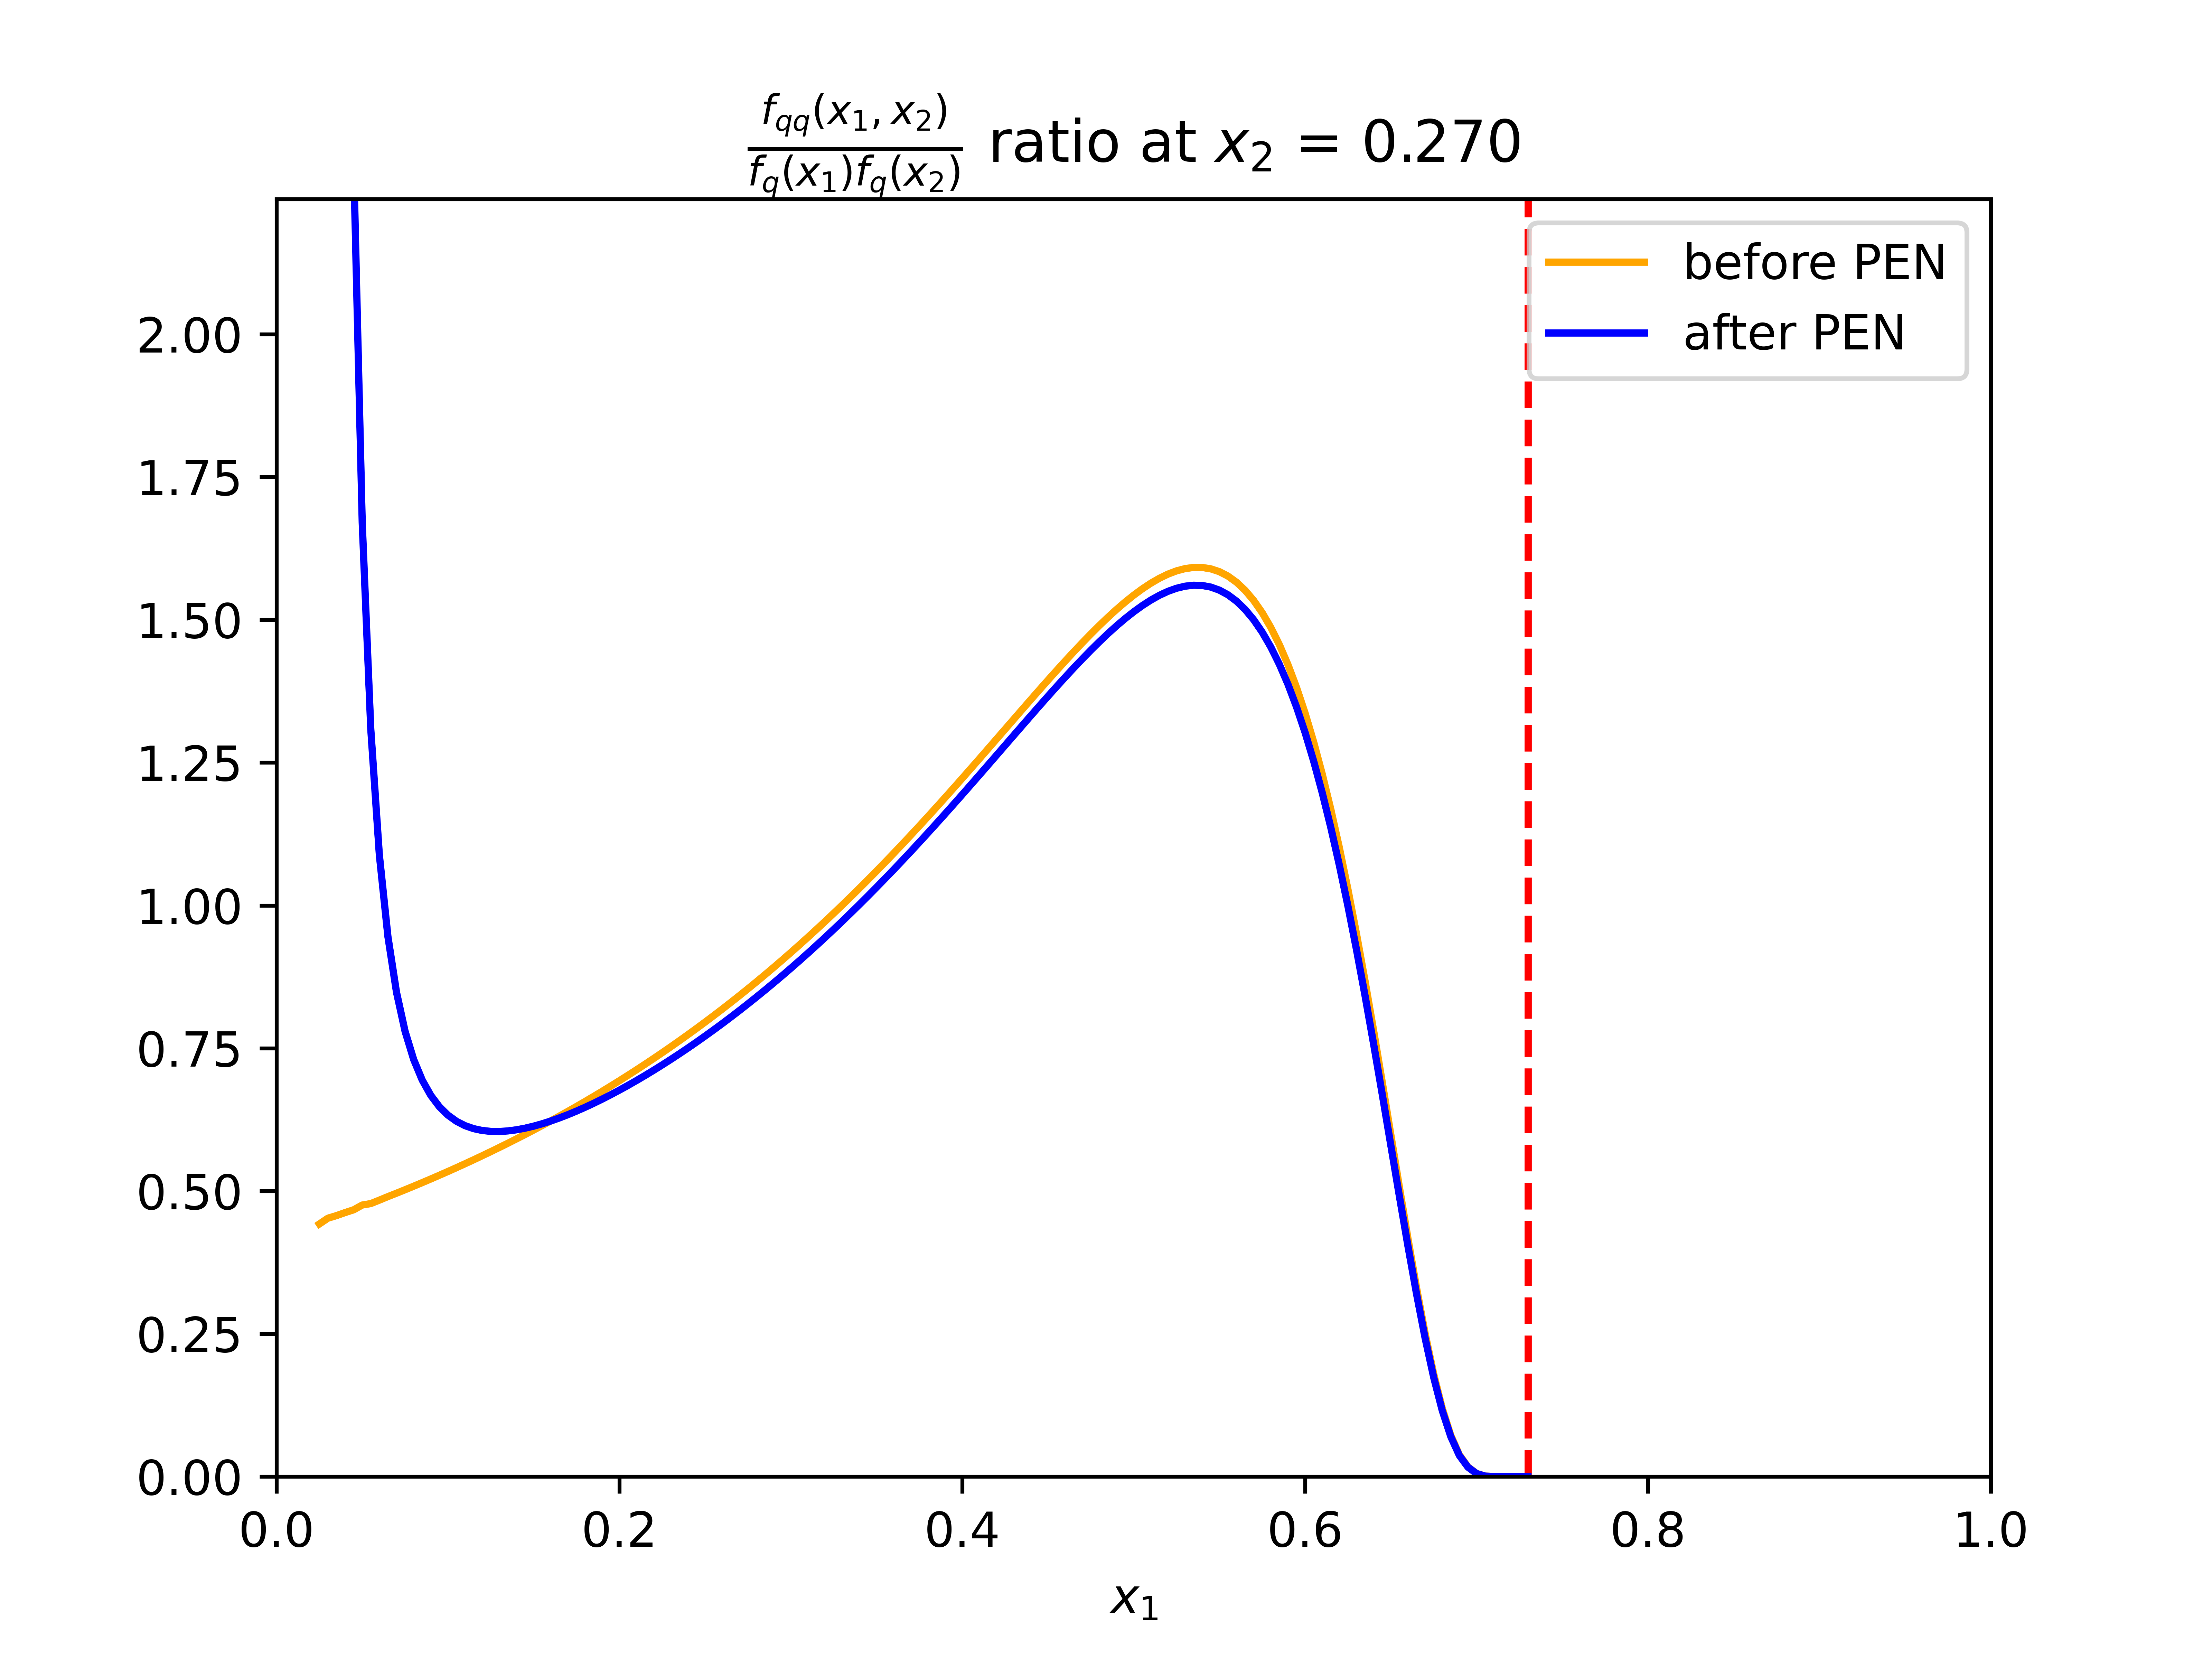 f_qq(x_1, x_2) / f_q(x_1)f_q(x_2) ratio at x_2 = 0.270
before PEN
after PEN
2.00
1.75
1.50
1.25
1.00
0.75
0.50
0.25
0.00
0.0 0.2 0.4 0.6 0.8 1.0
x_1